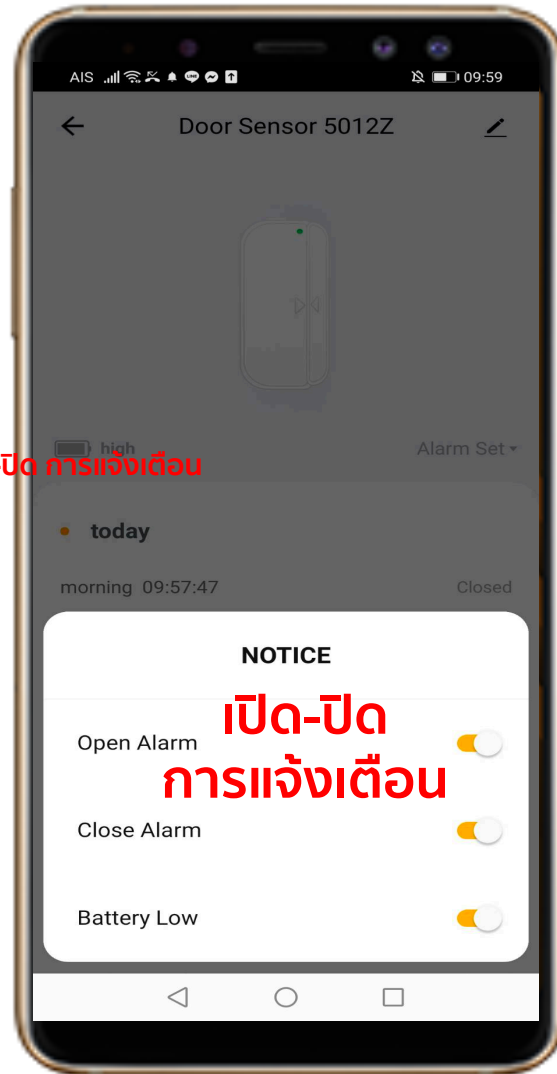 AIS 09:59
Door Sensor 5012Z
high Alarm Set
-ปิด การแจ้งเตือน
today
morning 09:57:47 Closed
NOTICE
เปิด-ปิด
การแจ้งเตือน
Open Alarm
Close Alarm
Battery Low